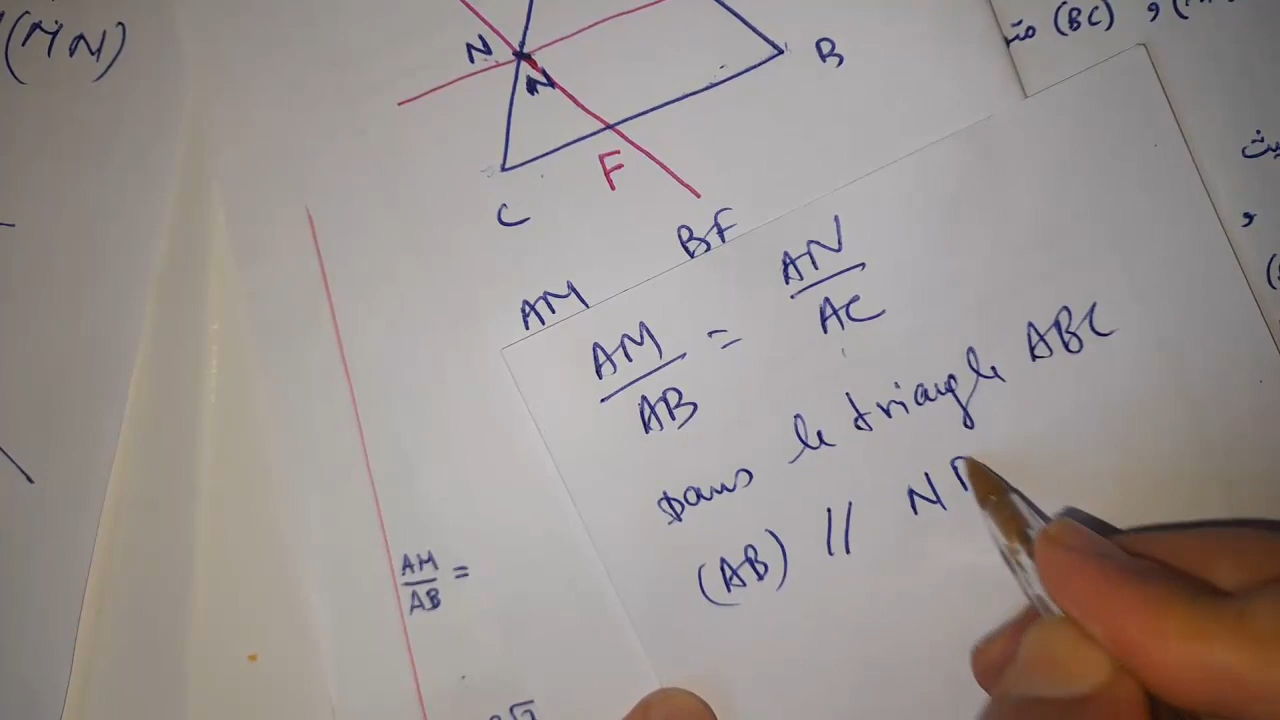 (MN)
N
N
B
F
C
(BC) و
AM BF
AM/AB = AN/AC
Dans le triangle ABC
(AB) // N
AM/AB =